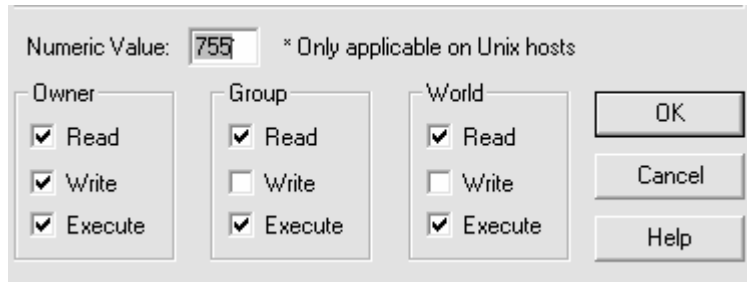 Numeric Value: 755 * Only applicable on Unix hosts
Owner Group World
Read Read Read OK
Write Write Write Cancel
Execute Execute Execute Help